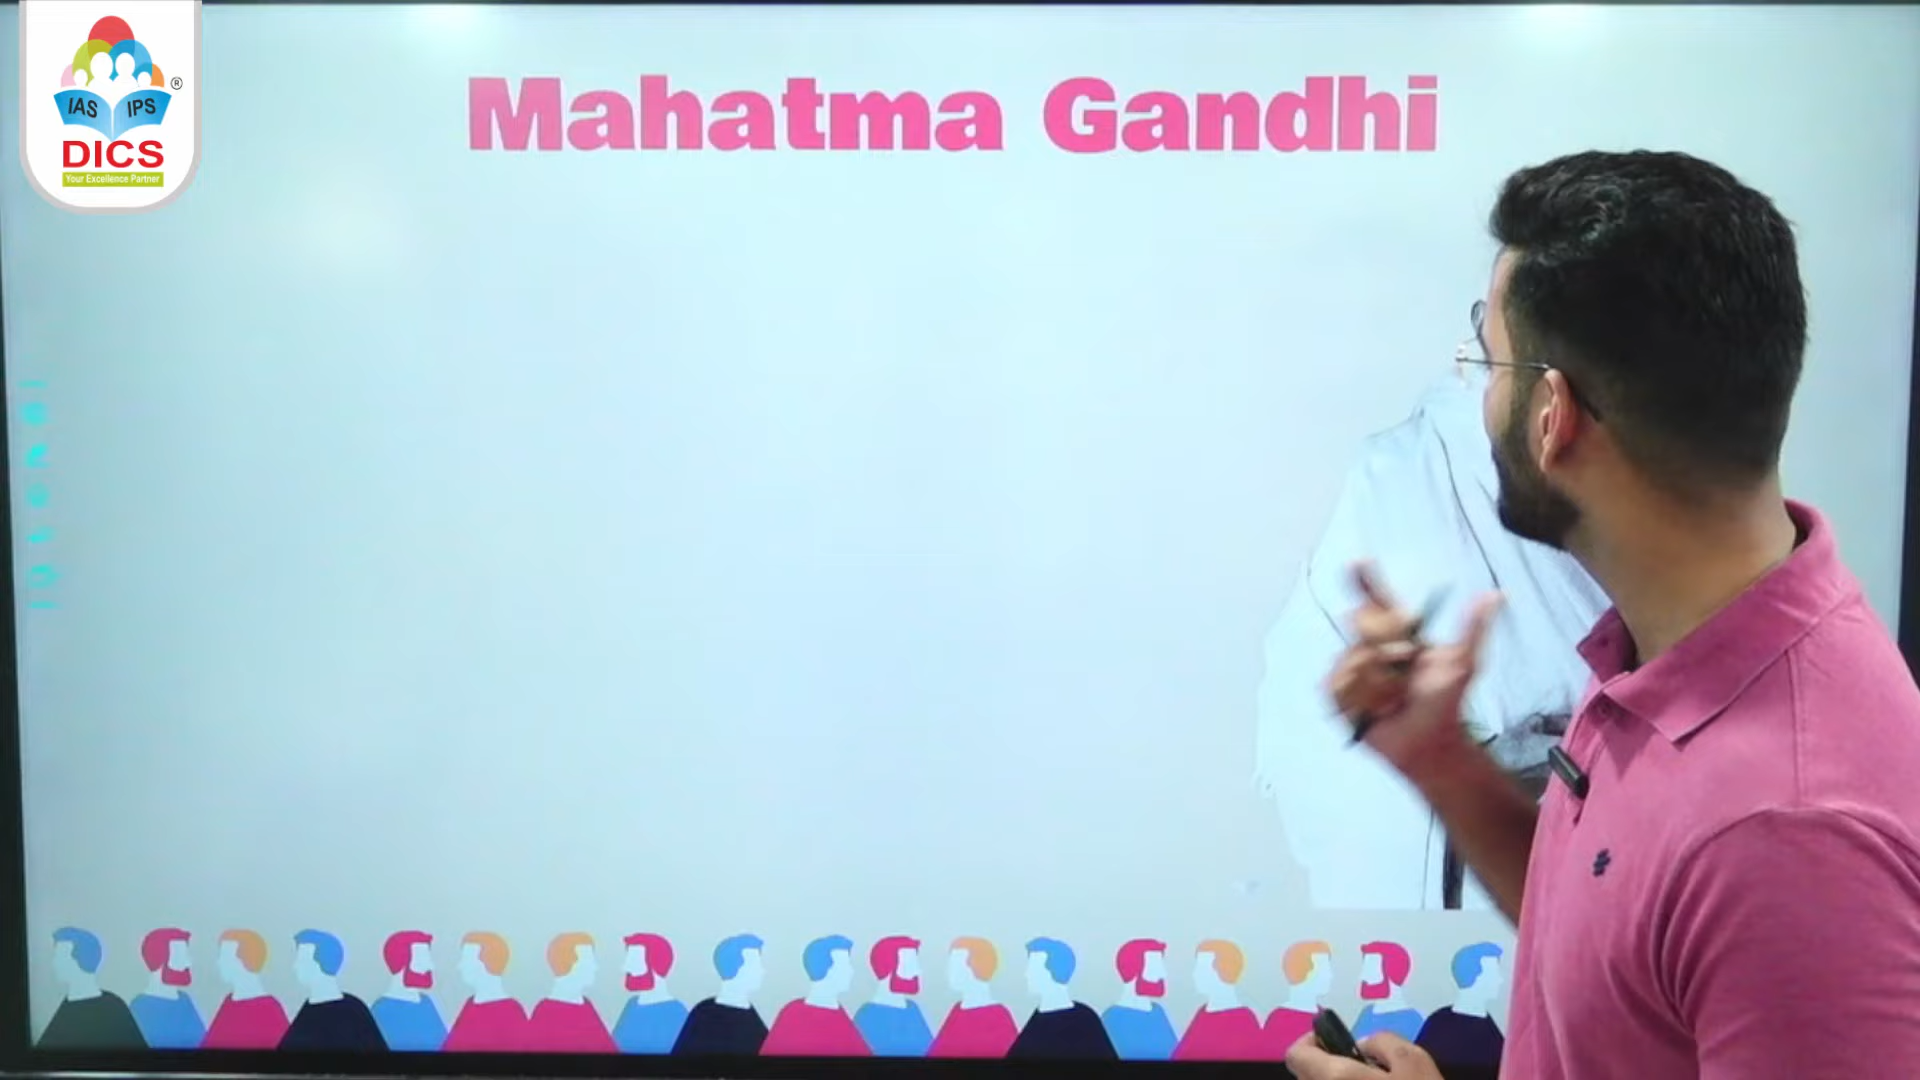 IAS IPS
®
DICS
Your Excellence Partner
Mahatma Gandhi